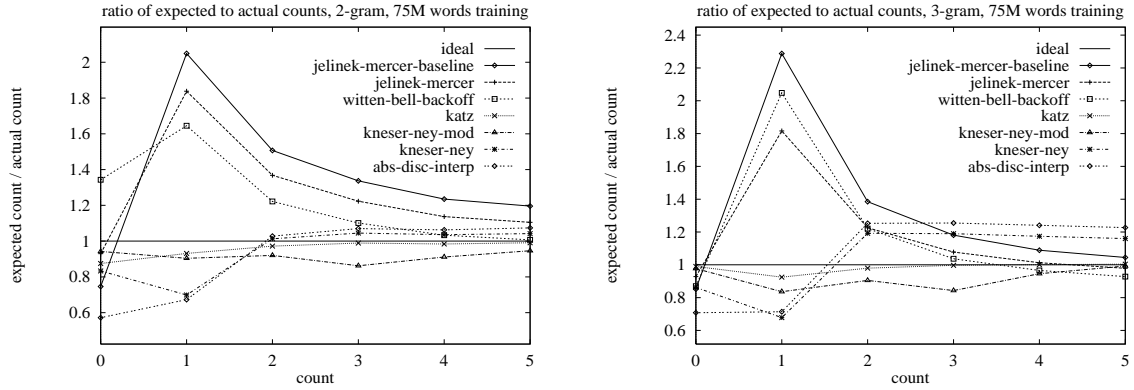 ratio of expected to actual counts, 2-gram, 75M words training
expected count / actual count
2
1.8
1.6
1.4
1.2
1
0.8
0.6
ideal
jelinek-mercer-baseline
jelinek-mercer
witten-bell-backoff
katz
kneser-ney-mod
kneser-ney
abs-disc-interp
0 1 2 3 4 5
count
ratio of expected to actual counts, 3-gram, 75M words training
expected count / actual count
2.4
2.2
2
1.8
1.6
1.4
1.2
1
0.8
0.6
ideal
jelinek-mercer-baseline
jelinek-mercer
witten-bell-backoff
katz
kneser-ney-mod
kneser-ney
abs-disc-interp
0 1 2 3 4 5
count